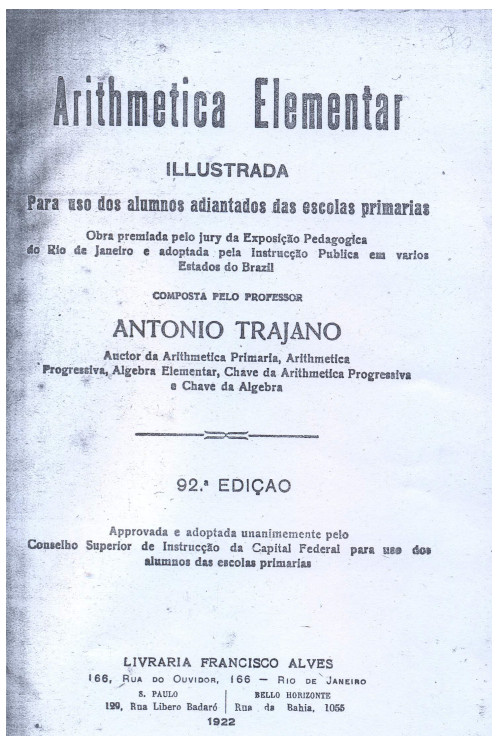 Arithmetica Elementar
ILLUSTRADA
Para uso dos alumnos adiantados das escolas primarias
Obra premiada pelo jury da Exposição Pedagogica
do Rio de Janeiro e adoptada pela Instrucção Publica em varios
Estados do Brazil
COMPOSTA PELO PROFESSOR
ANTONIO TRAJANO
Auctor da Arithmetica Primaria, Arithmetica
Progressiva, Algebra Elementar, Chave da Arithmetica Progressiva
e Chave da Algebra
92.ª EDIÇAO
Approvada e adoptada unanimemente pelo
Conselho Superior de Instrucção da Capital Federal para uso dos
alumnos das escolas primarias
LIVRARIA FRANCISCO ALVES
166, RUA DO OUVIDOR, 166 — RIO DE JANEIRO
S. PAULO | BELLO HORIZONTE
129, Rua Libero Badaró | Rua da Bahia, 1055
1922